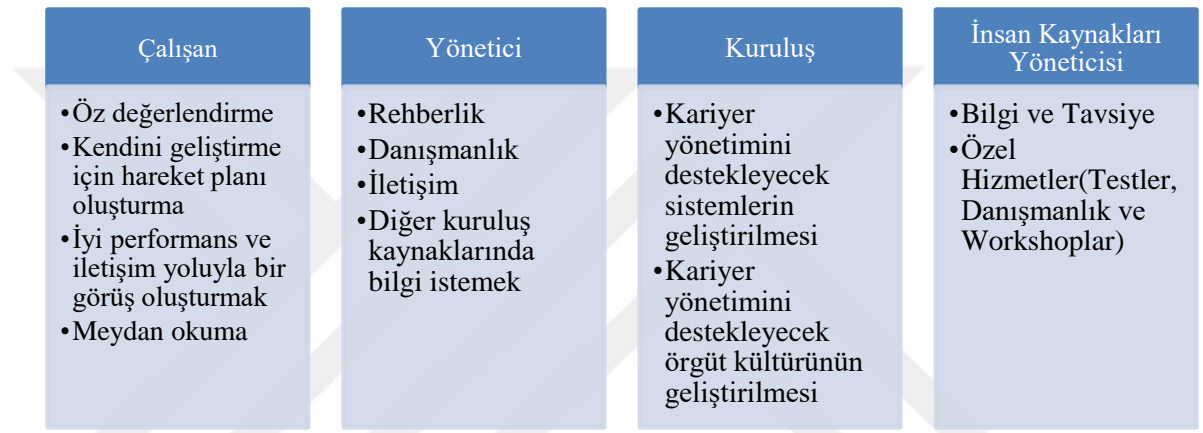 Çalışan
•Öz değerlendirme
•Kendini geliştirme
için hareket planı
oluşturma
•İyi performans ve
iletişim yoluyla bir
görüş oluşturmak
•Meydan okuma
Yönetici
•Rehberlik
•Danışmanlık
•İletişim
•Diğer kuruluş
kaynaklarında
bilgi istemek
Kuruluş
•Kariyer
yönetimini
destekleyecek
sistemlerin
geliştirilmesi
•Kariyer
yönetimini
destekleyecek
örgüt kültürünün
geliştirilmesi
İnsan Kaynakları
Yöneticisi
•Bilgi ve Tavsiye
•Özel
Hizmetler(Testler,
Danışmanlık ve
Workshoplar)